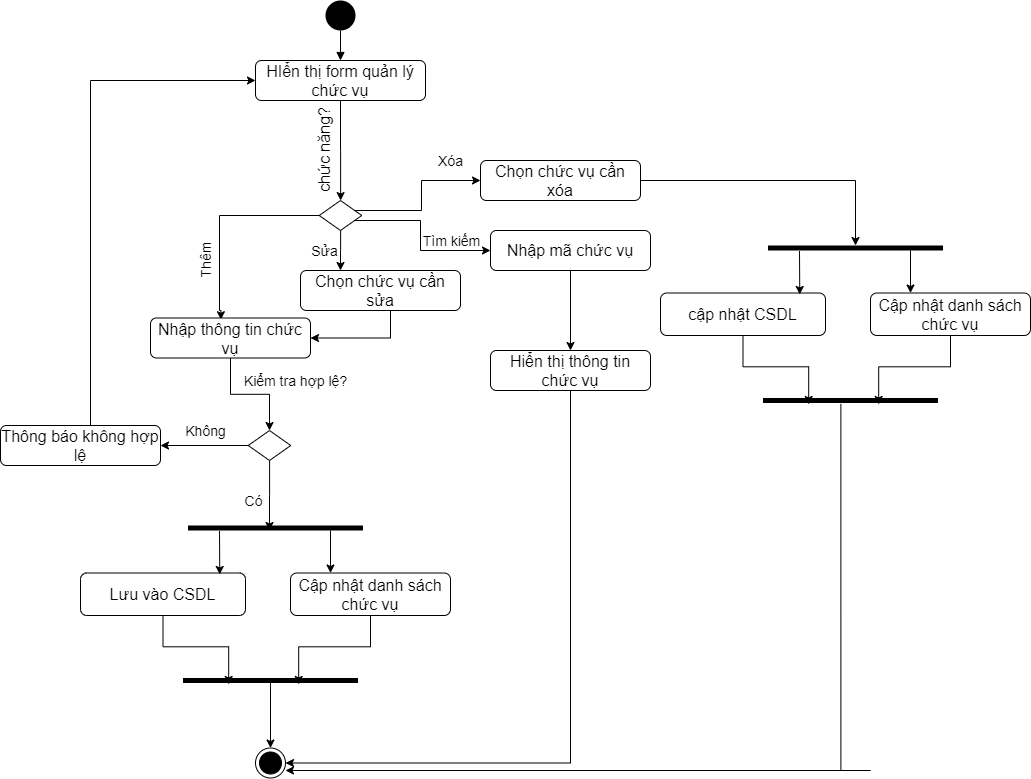 HIển thị form quản lý
chức vụ
chức năng?
Xóa
Chọn chức vụ cần
xóa
Tìm kiếm
Nhập mã chức vụ
Thêm
Sửa
Chọn chức vụ cần
sửa
cập nhật CSDL
Cập nhật danh sách
chức vụ
Nhập thông tin chức
vụ
Hiển thị thông tin
chức vụ
Kiểm tra hợp lệ?
Không
Thông báo không hợp
lệ
Có
Lưu vào CSDL
Cập nhật danh sách
chức vụ